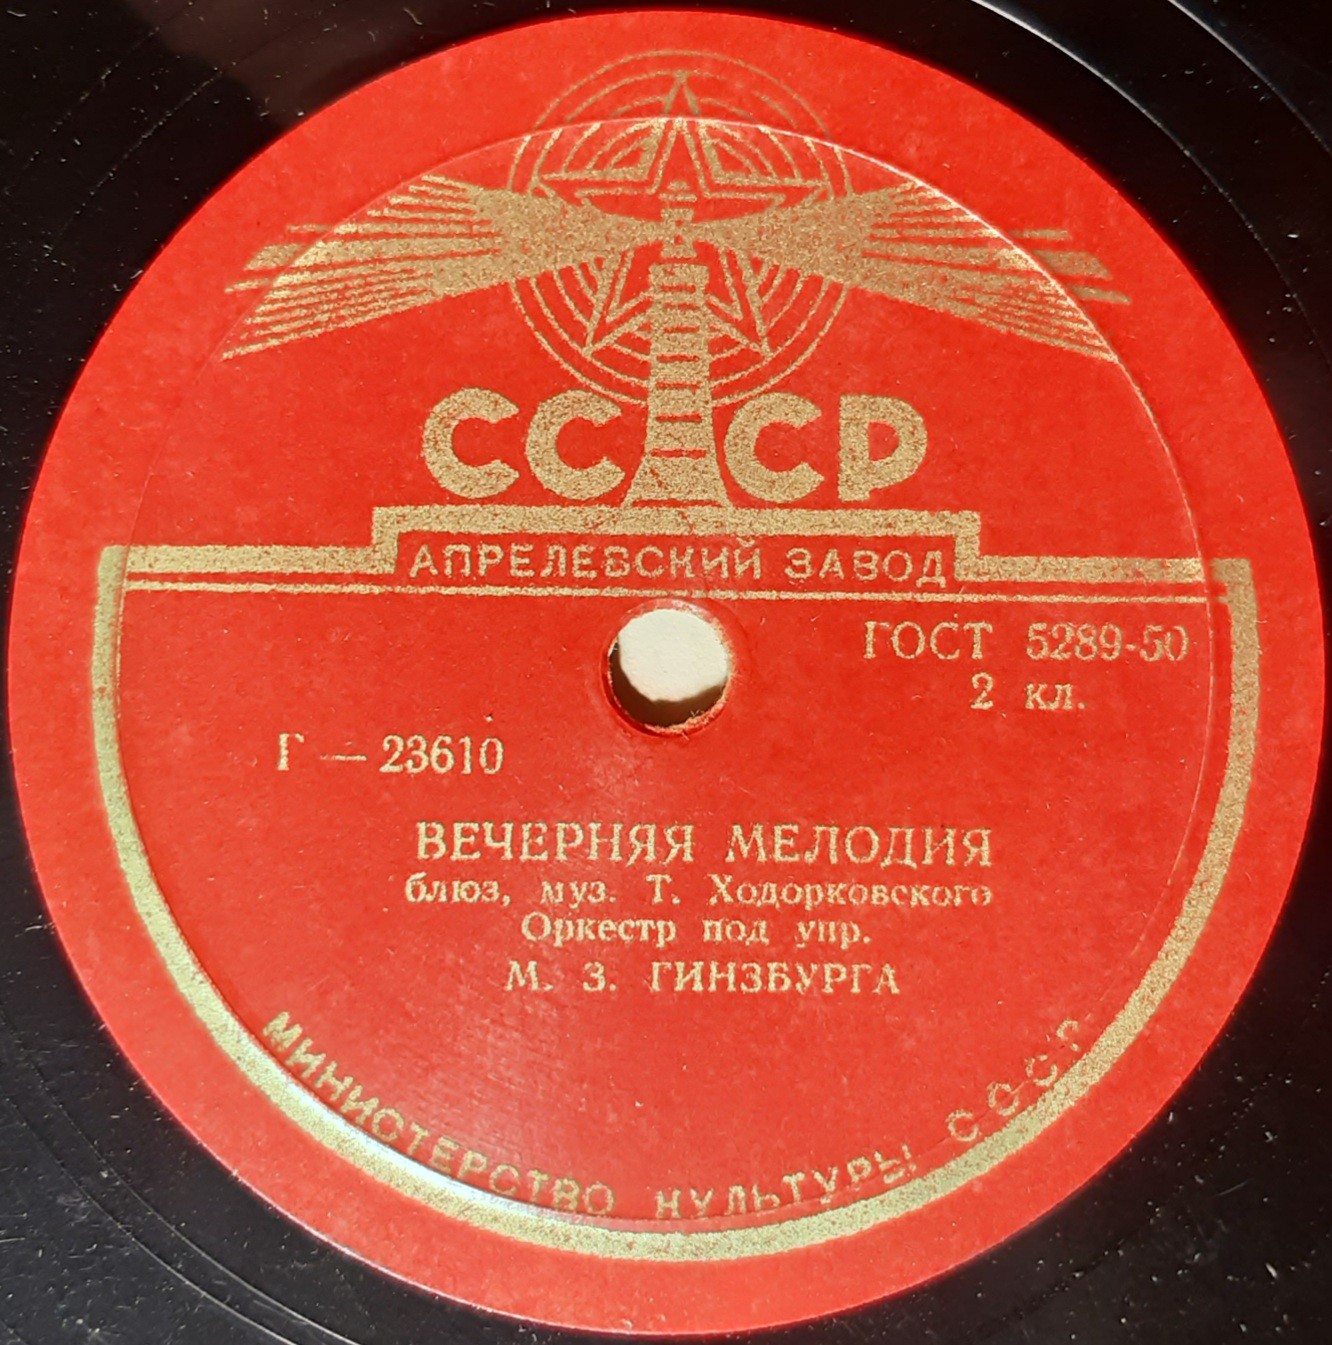 СССР
АПРЕЛЕВСКИЙ ЗАВОД
ГОСТ 5289-50
2 кл.
Г — 23610
ВЕЧЕРНЯЯ МЕЛОДИЯ
блюз, муз. Т. Ходорковского
Оркестр под упр.
М. З. ГИНЗБУРГА
МИНИСТЕРСТВО КУЛЬТУРЫ СССР